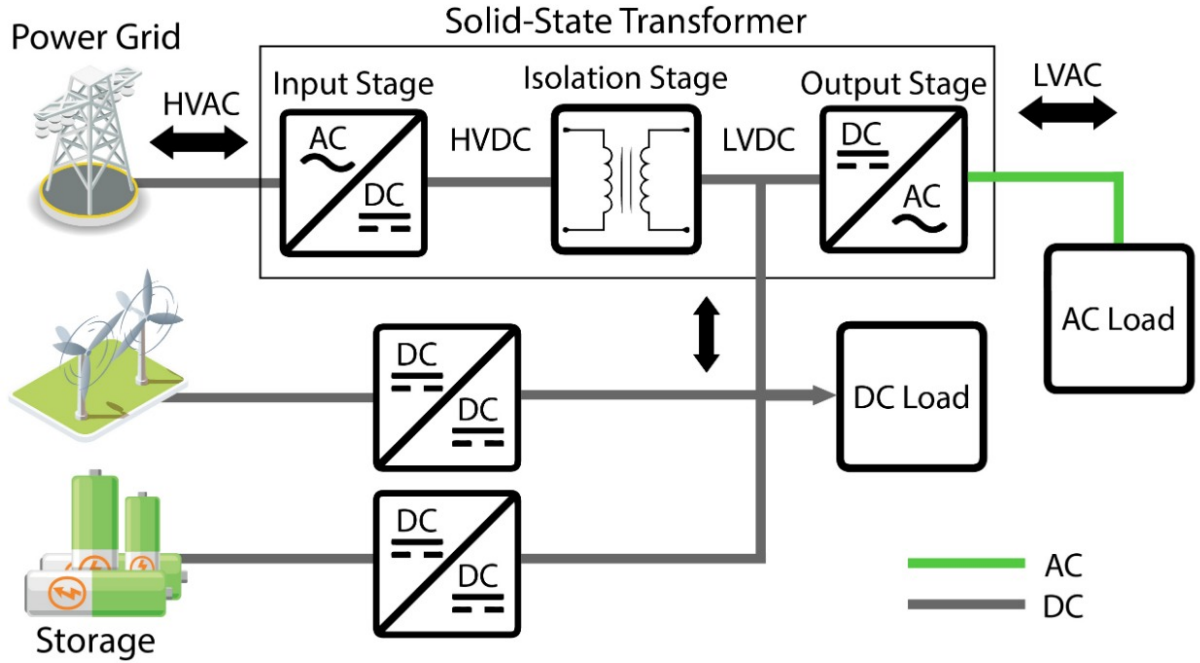 Solid-State Transformer
Power Grid
HVAC
Input Stage
Isolation Stage
Output Stage
LVAC
AC
DC
HVDC
LVDC
DC
AC
AC Load
DC
DC
DC Load
DC
DC
Storage
AC
DC